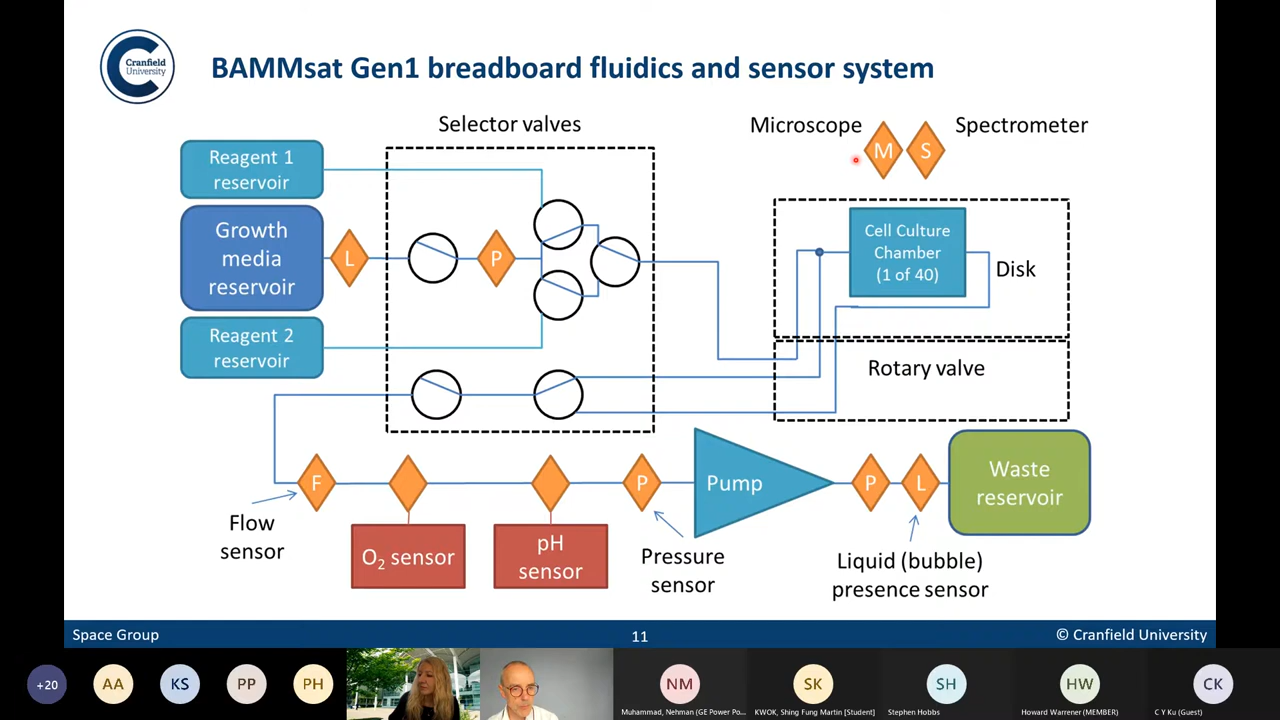 Cranfield
University
BAMMsat Gen1 breadboard fluidics and sensor system
Selector valves
Microscope
Spectrometer
M
S
Reagent 1
reservoir
Growth
media
reservoir
L
P
Reagent 2
reservoir
Cell Culture
Chamber
(1 of 40)
Disk
Rotary valve
F
P
Pump
P
L
Waste
reservoir
Flow
sensor
O₂ sensor
pH
sensor
Pressure
sensor
Liquid (bubble)
presence sensor
Space Group
11
© Cranfield University
+20
AA
KS
PP
PH
NM
Muhammad, Nehman (GE Power Po...
SK
KWOK, Shing Fung Martin [Student]
SH
Stephen Hobbs
HW
Howard Warrener (MEMBER)
CK
C Y Ku (Guest)